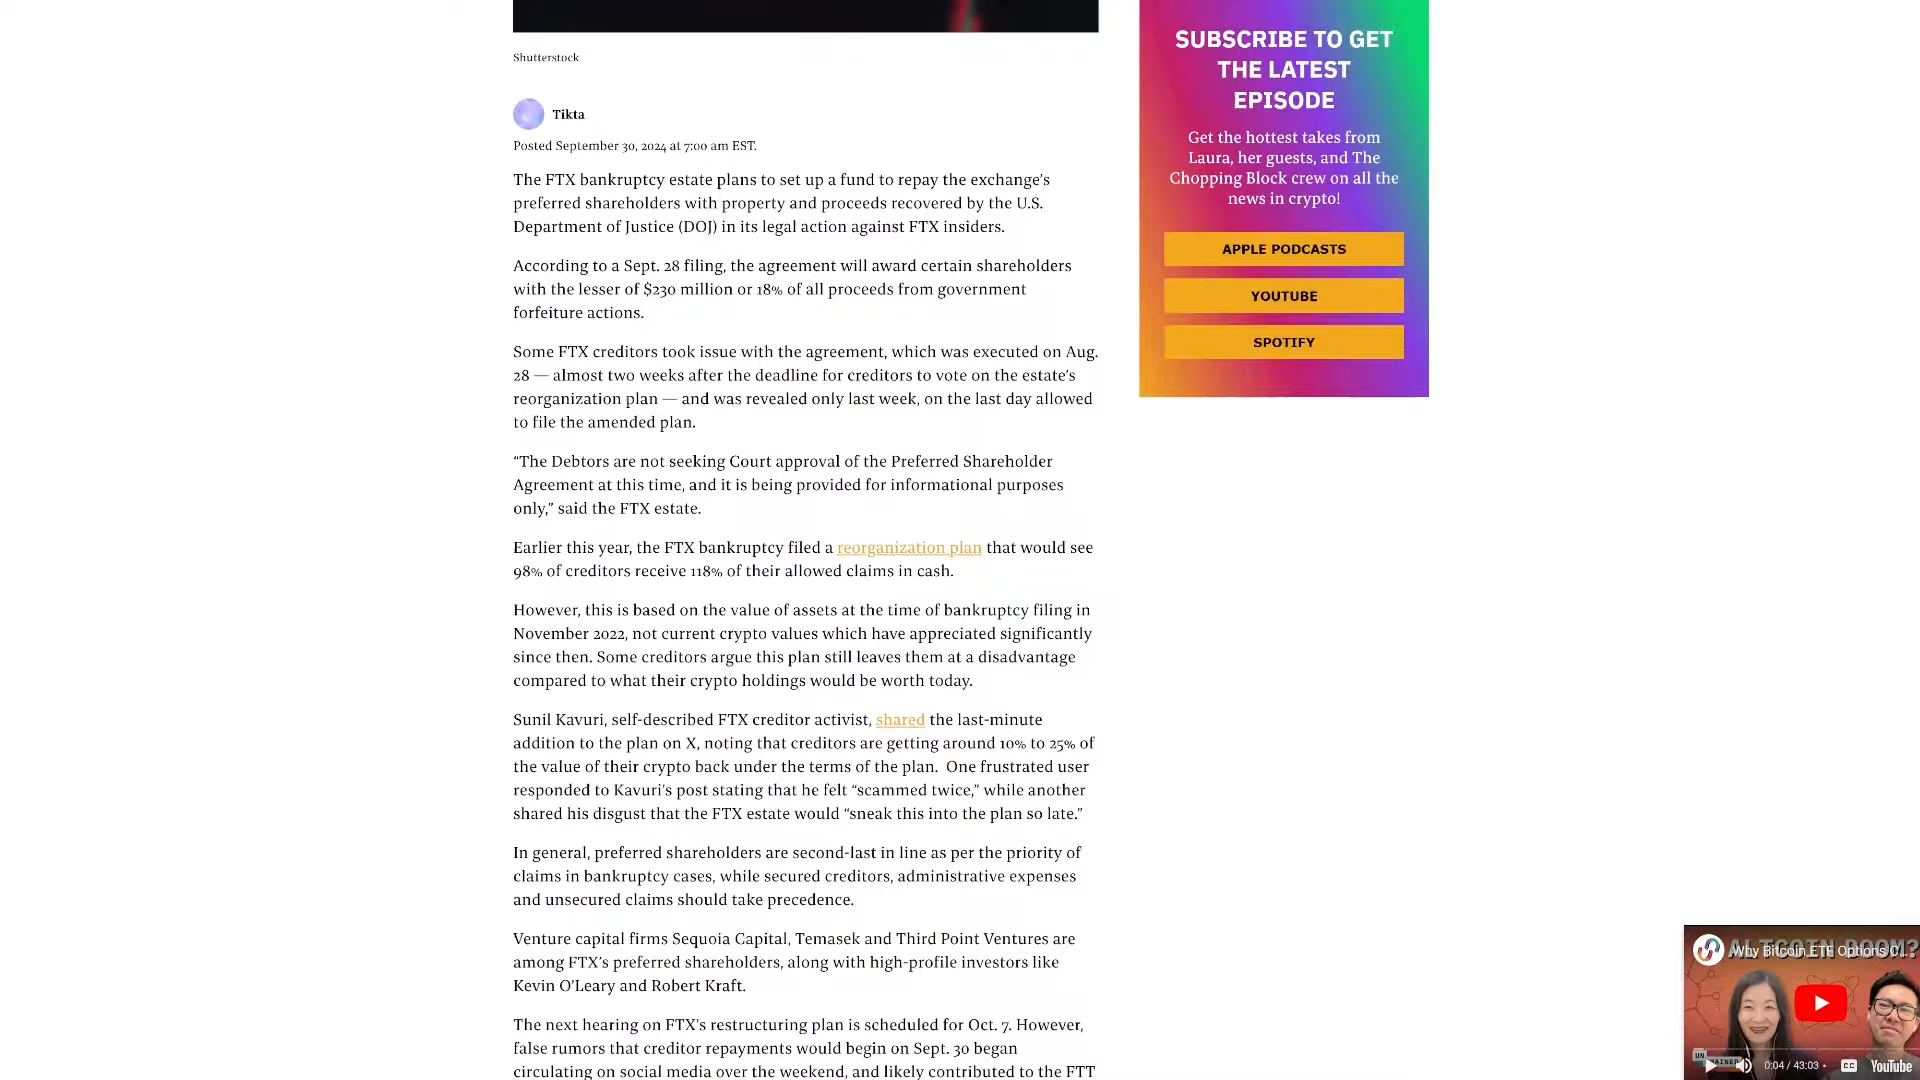 Shutterstock
Tikta
Posted September 30, 2024 at 7:00 am EST.
The FTX bankruptcy estate plans to set up a fund to repay the exchange’s
preferred shareholders with property and proceeds recovered by the U.S.
Department of Justice (DOJ) in its legal action against FTX insiders.
According to a Sept. 28 filing, the agreement will award certain shareholders
with the lesser of $230 million or 18% of all proceeds from government
forfeiture actions.
Some FTX creditors took issue with the agreement, which was executed on Aug.
28 — almost two weeks after the deadline for creditors to vote on the estate’s
reorganization plan — and was revealed only last week, on the last day allowed
to file the amended plan.
“The Debtors are not seeking Court approval of the Preferred Shareholder
Agreement at this time, and it is being provided for informational purposes
only,” said the FTX estate.
Earlier this year, the FTX bankruptcy filed a reorganization plan that would see
98% of creditors receive 118% of their allowed claims in cash.
However, this is based on the value of assets at the time of bankruptcy filing in
November 2022, not current crypto values which have appreciated significantly
since then. Some creditors argue this plan still leaves them at a disadvantage
compared to what their crypto holdings would be worth today.
Sunil Kavuri, self-described FTX creditor activist, shared the last-minute
addition to the plan on X, noting that creditors are getting around 10% to 25% of
the value of their crypto back under the terms of the plan.  One frustrated user
responded to Kavuri’s post stating that he felt “scammed twice,” while another
shared his disgust that the FTX estate would “sneak this into the plan so late.”
In general, preferred shareholders are second-last in line as per the priority of
claims in bankruptcy cases, while secured creditors, administrative expenses
and unsecured claims should take precedence.
Venture capital firms Sequoia Capital, Temasek and Third Point Ventures are
among FTX’s preferred shareholders, along with high-profile investors like
Kevin O’Leary and Robert Kraft.
The next hearing on FTX’s restructuring plan is scheduled for Oct. 7. However,
false rumors that creditor repayments would begin on Sept. 30 began
circulating on social media over the weekend, and likely contributed to the FTT
SUBSCRIBE TO GET
THE LATEST
EPISODE
Get the hottest takes from
Laura, her guests, and The
Chopping Block crew on all the
news in crypto!
APPLE PODCASTS
YOUTUBE
SPOTIFY
ALTCOIN BOOM?
Why Bitcoin ETF Options C...
UN
CHAINED
0:04 / 43:03 •
CC
YouTube